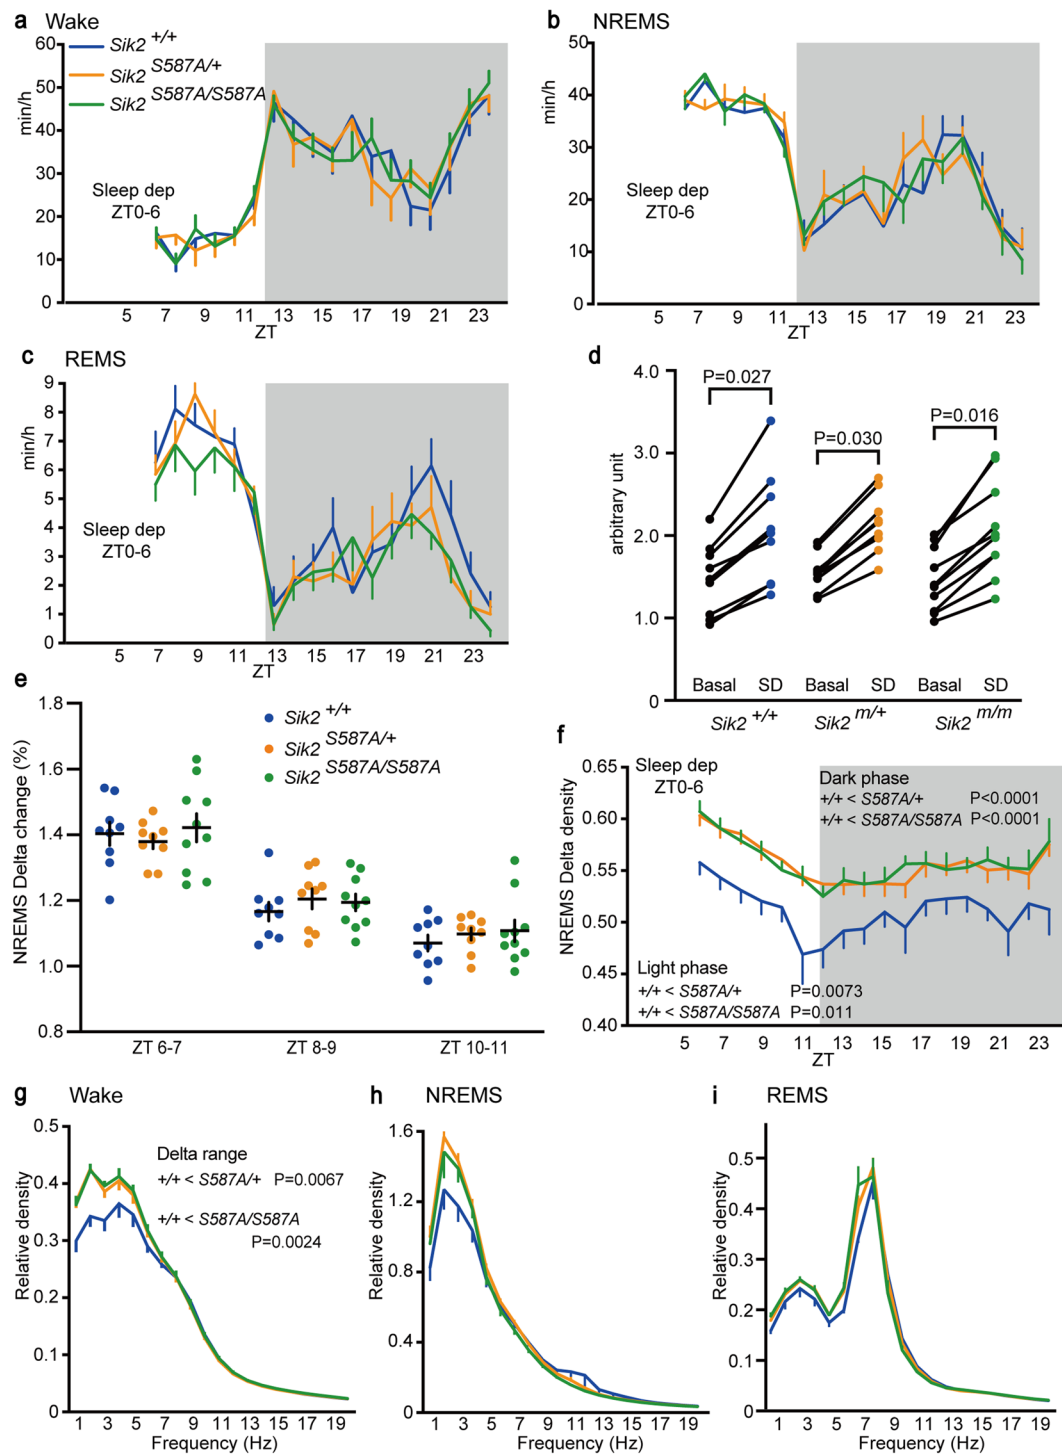 a Wake
60
50
40
30
20
10
0
min/h
Sik2 +/+
Sik2 S587A/+
Sik2 S587A/S587A
Sleep dep
ZT0-6
5 7 9 11 13 15 17 19 21 23
ZT
b NREMS
50
40
30
20
10
0
min/h
Sleep dep
ZT0-6
5 7 9 11 13 15 17 19 21 23
ZT
c REMS
9
8
7
6
5
4
3
2
1
0
min/h
Sleep dep
ZT0-6
5 7 9 11 13 15 17 19 21 23
ZT
d
4.0
3.0
2.0
1.0
0
arbitrary unit
P=0.027
P=0.030
P=0.016
Basal SD Basal SD Basal SD
Sik2 +/+ Sik2 m/+ Sik2 m/m
e
1.8
1.6
1.4
1.2
1.0
0.8
NREMS Delta change (%)
Sik2 +/+
Sik2 S587A/+
Sik2 S587A/S587A
ZT 6-7 ZT 8-9 ZT 10-11
f
0.65
0.60
0.55
0.50
0.45
0.40
NREMS Delta density
Sleep dep
ZT0-6
Dark phase
+/+ < S587A/+ P<0.0001
+/+ < S587A/S587A P<0.0001
Light phase
+/+ < S587A/+ P=0.0073
+/+ < S587A/S587A P=0.011
5 7 9 11 13 15 17 19 21 23
ZT
g Wake
0.5
0.4
0.3
0.2
0.1
0
Relative density
Delta range
+/+ < S587A/+ P=0.0067
+/+ < S587A/S587A
P=0.0024
1 3 5 7 9 11 13 15 17 19
Frequency (Hz)
h NREMS
1.6
1.2
0.8
0.4
0
Relative density
1 3 5 7 9 11 13 15 17 19
Frequency (Hz)
i REMS
0.5
0.4
0.3
0.2
0.1
0
Relative density
1 3 5 7 9 11 13 15 17 19
Frequency (Hz)